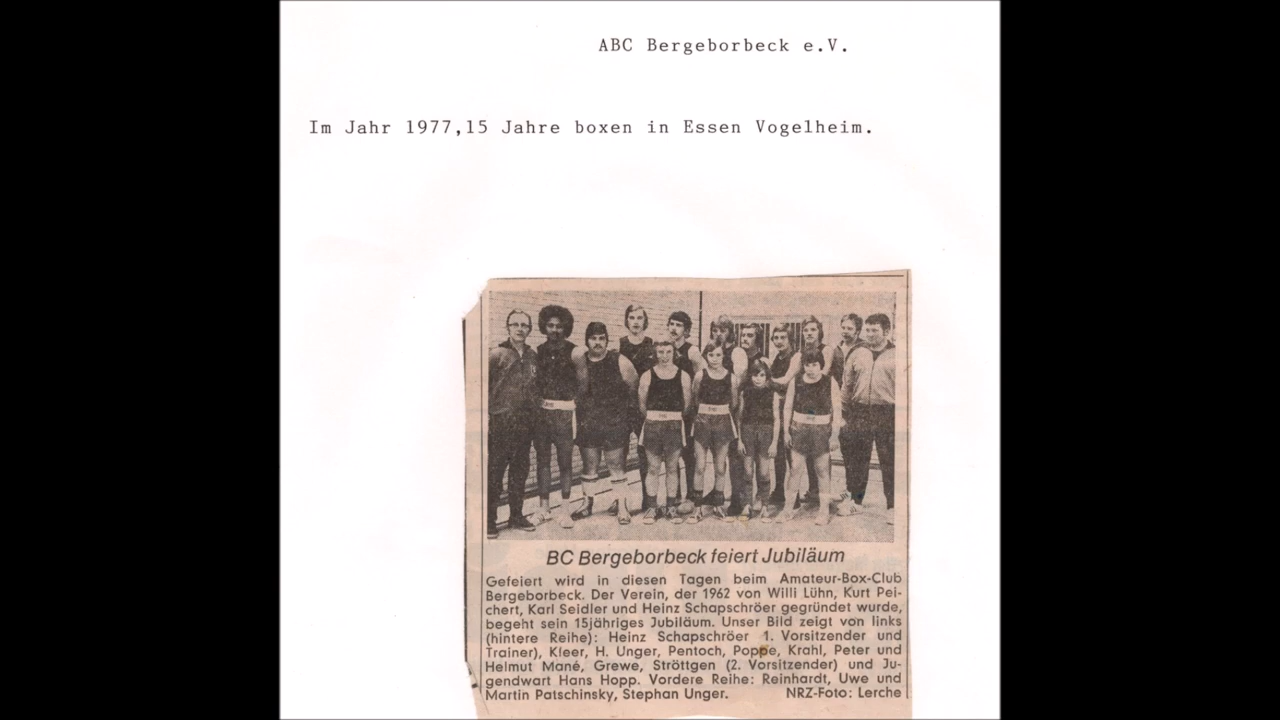 ABC Bergeborbeck e.V.
Im Jahr 1977,15 Jahre boxen in Essen Vogelheim.
BC Bergeborbeck feiert Jubiläum
Gefeiert wird in diesen Tagen beim Amateur-Box-Club
Bergeborbeck. Der Verein, der 1962 von Willi Lühn, Kurt Pei-
chert, Karl Seidler und Heinz Schapschröer gegründet wurde,
begeht sein 15jähriges Jubiläum. Unser Bild zeigt von links
(hintere Reihe): Heinz Schapschröer 1. Vorsitzender und
Trainer), Kleer, H. Unger, Pentoch, Poppe, Krahl, Peter und
Helmut Mané, Grewe, Ströttgen (2. Vorsitzender) und Ju-
gendwart Hans Hopp. Vordere Reihe: Reinhardt, Uwe und
Martin Patschinsky, Stephan Unger. NRZ-Foto: Lerche